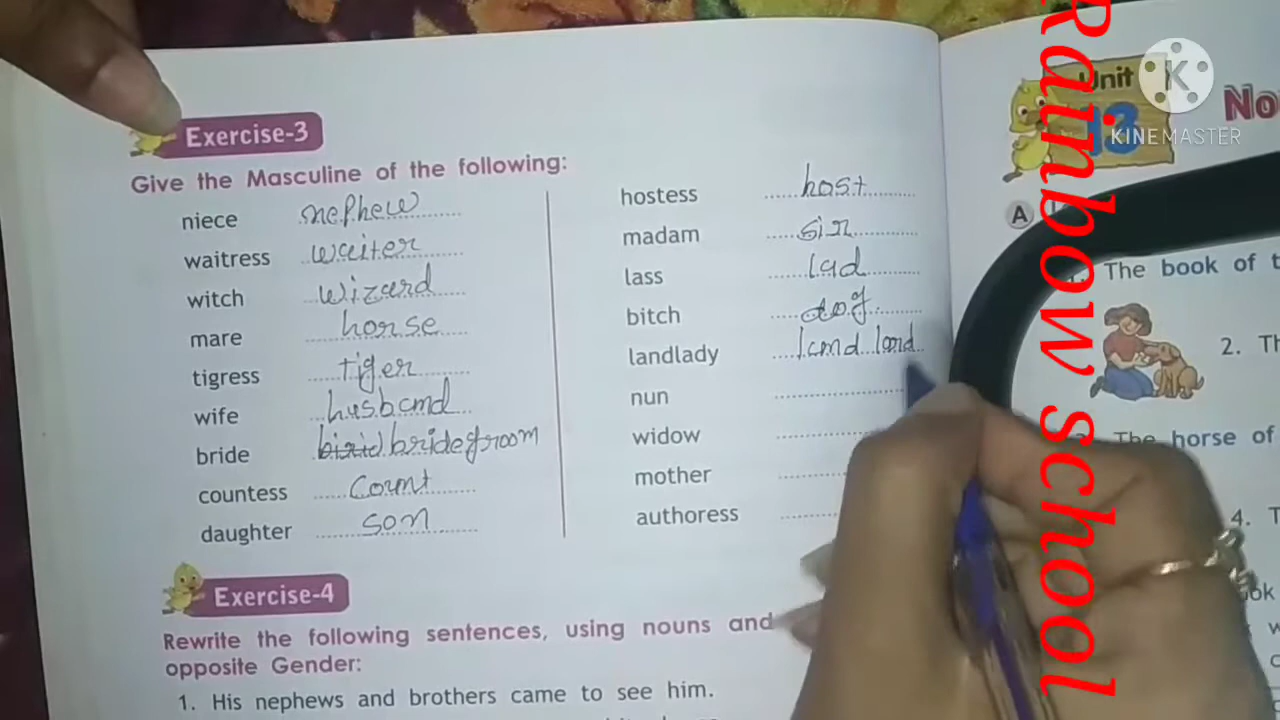 Exercise-3
Give the Masculine of the following:
niece nephew
waitress waiter
witch wizard
mare horse
tigress tiger
wife husband
bride bridegroom
countess count
daughter son
hostess host
madam sir
lass lad
bitch dog
landlady land lord
nun
widow
mother
authoress
Exercise-4
Rewrite the following sentences, using nouns and
opposite Gender:
1. His nephews and brothers came to see him.
Unit
13
No
A
The book of t
2. Th
The horse of
4. T
KINEMASTER
Rainbow school